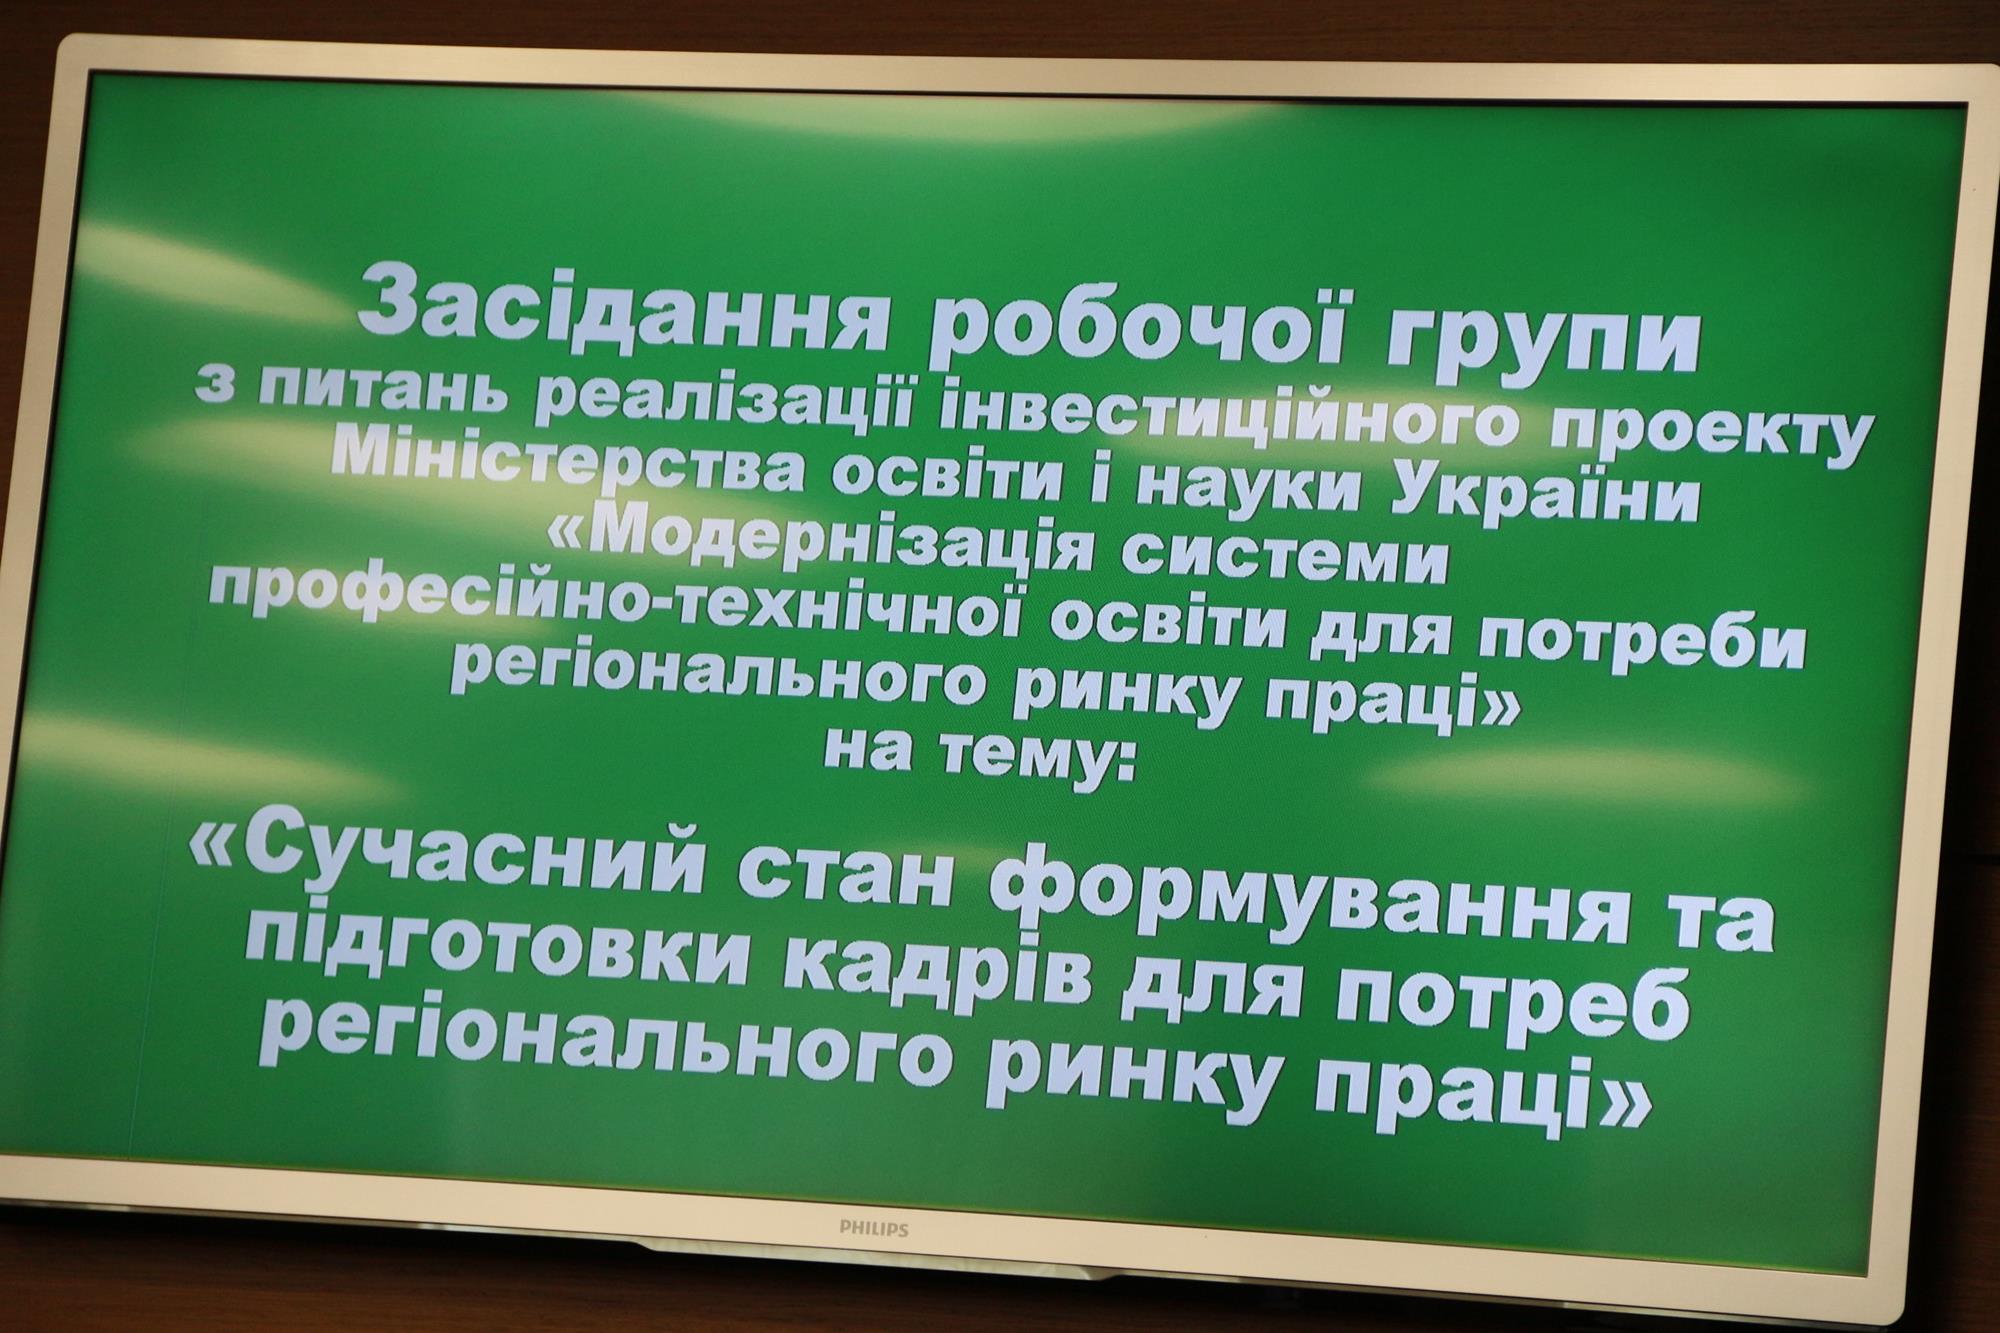 Засідання робочої групи
з питань реалізації інвестиційного проекту
Міністерства освіти і науки України
«Модернізація системи
професійно-технічної освіти для потреби
регіонального ринку праці»
на тему:
«Сучасний стан формування та
підготовки кадрів для потреб
регіонального ринку праці»
PHILIPS